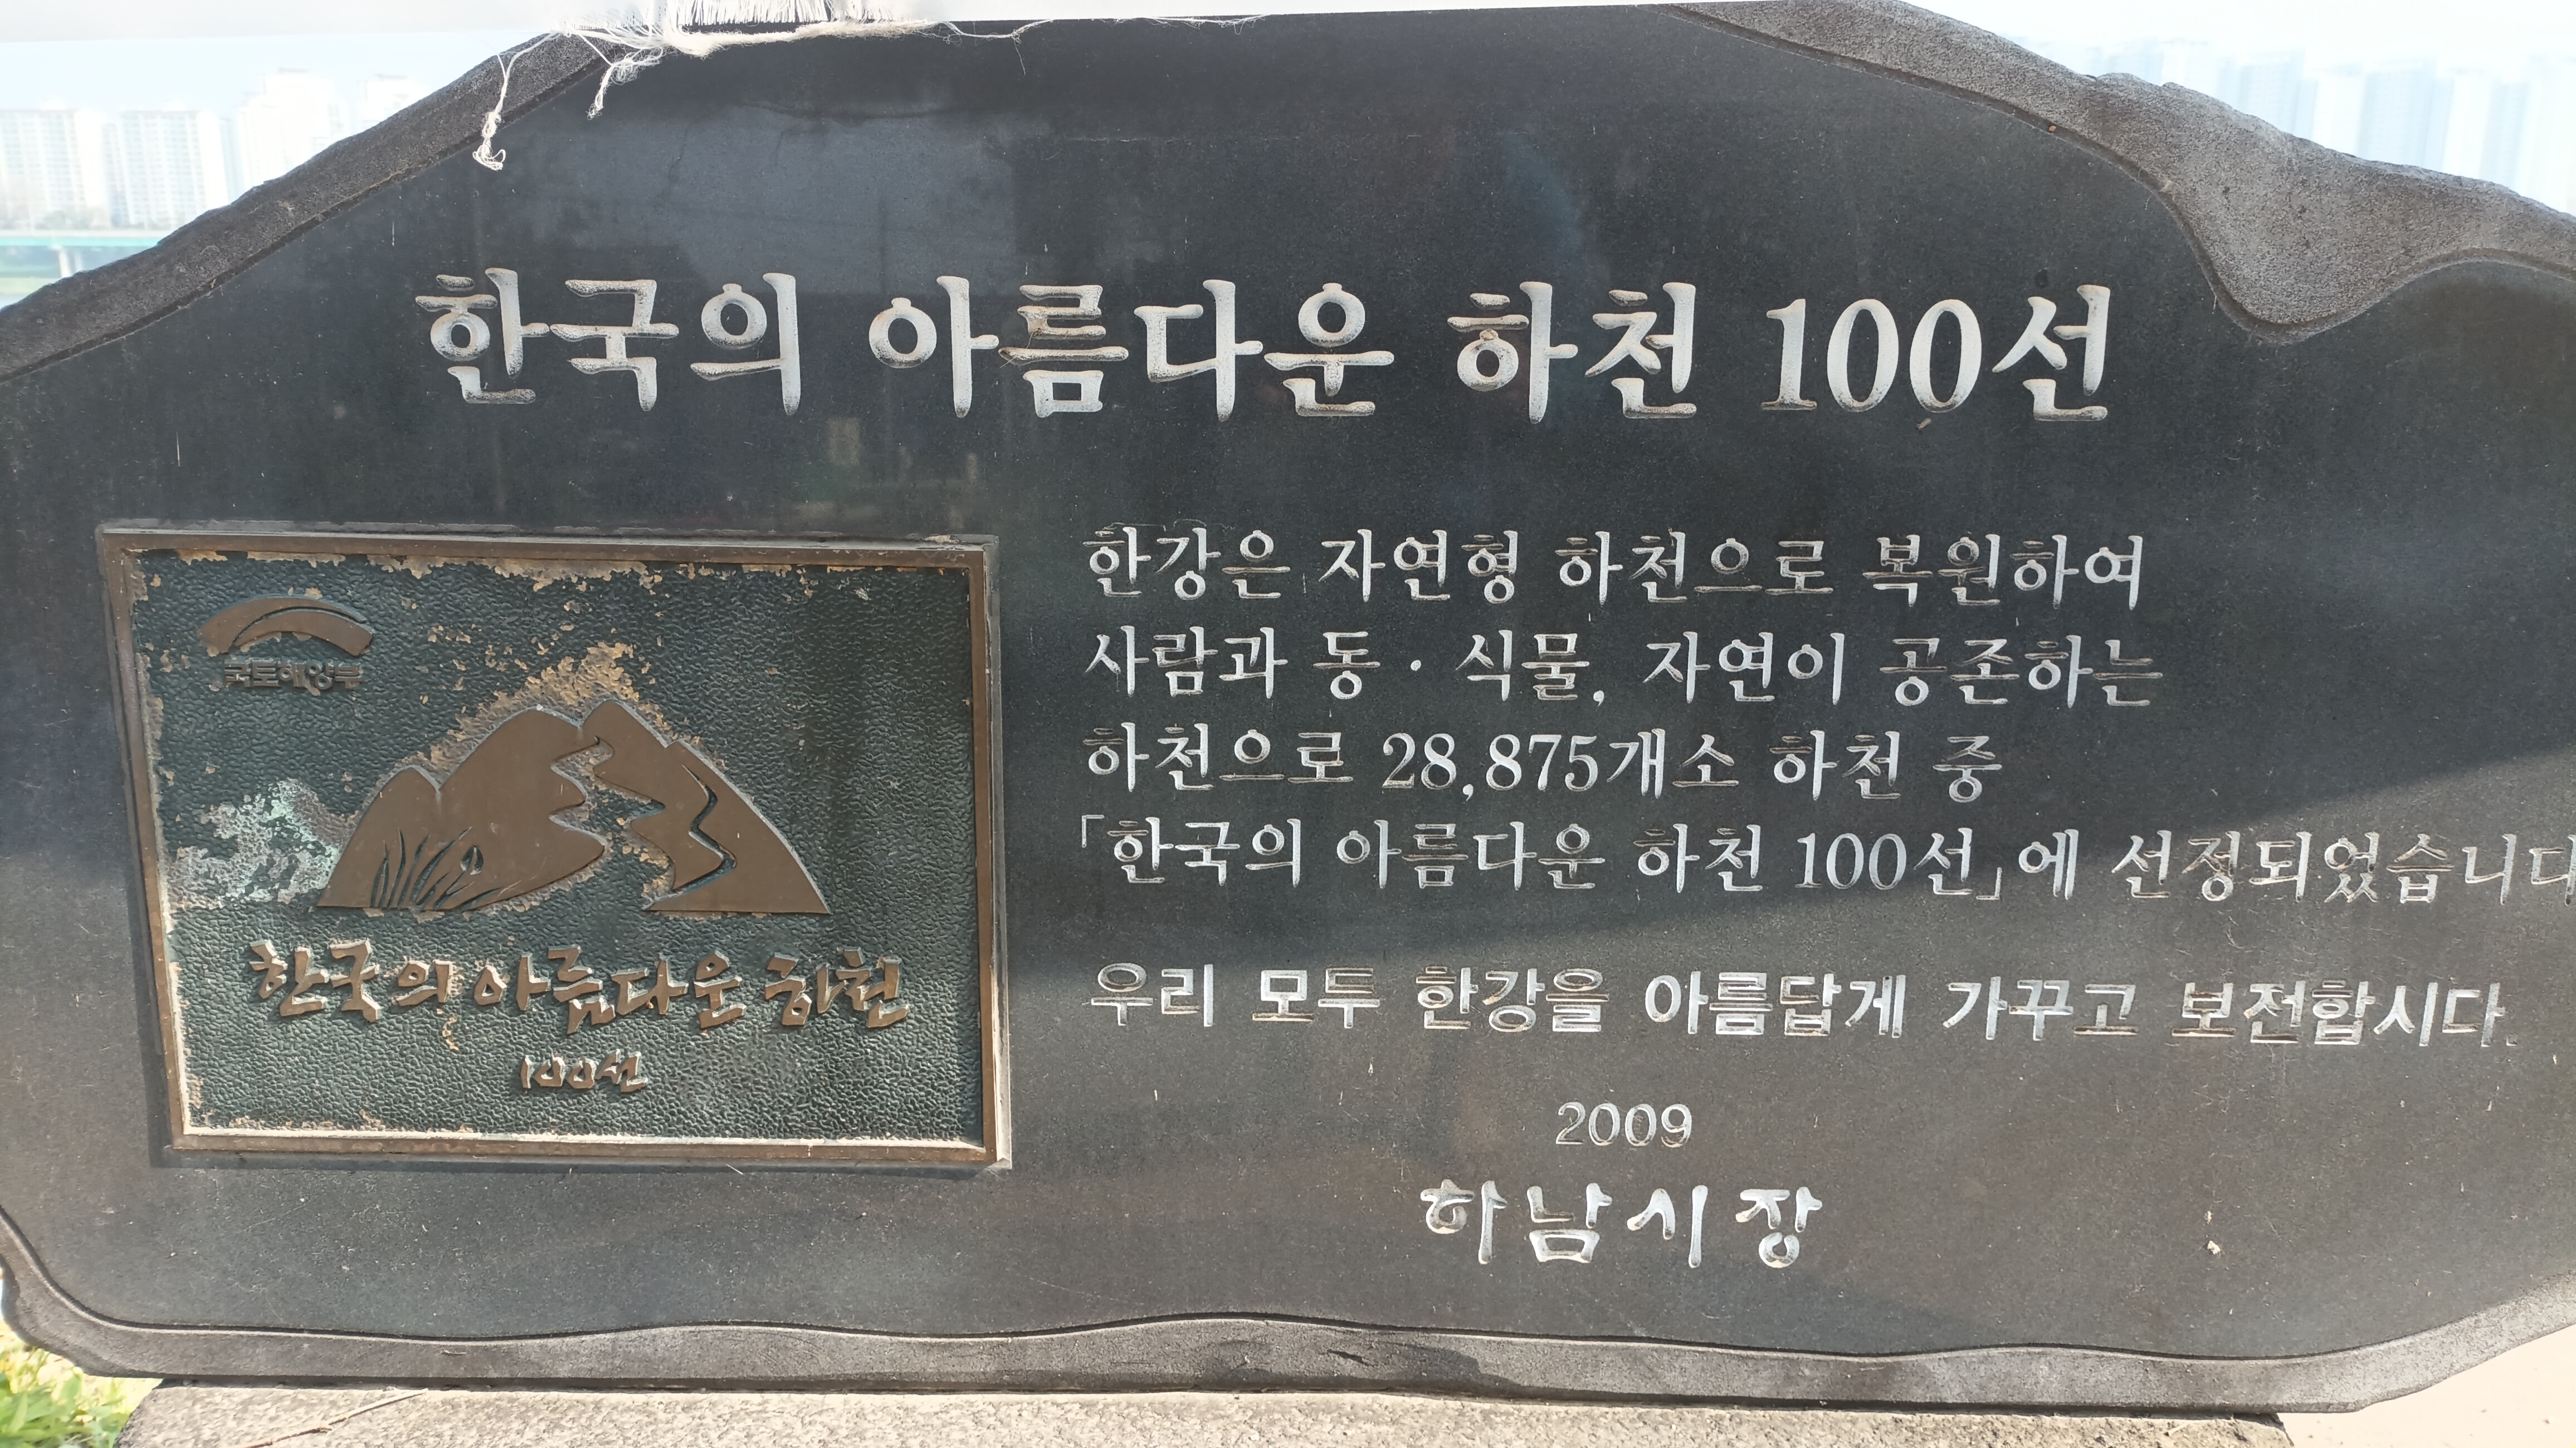 한국의 아름다운 하천 100선
국토해양부
한국의 아름다운 하천
100선
한강은 자연형 하천으로 복원하여
사람과 동·식물, 자연이 공존하는
하천으로 28,875개소 하천 중
「한국의 아름다운 하천 100선」에 선정되었습니다
우리 모두 한강을 아름답게 가꾸고 보전합시다.
2009
하남시장